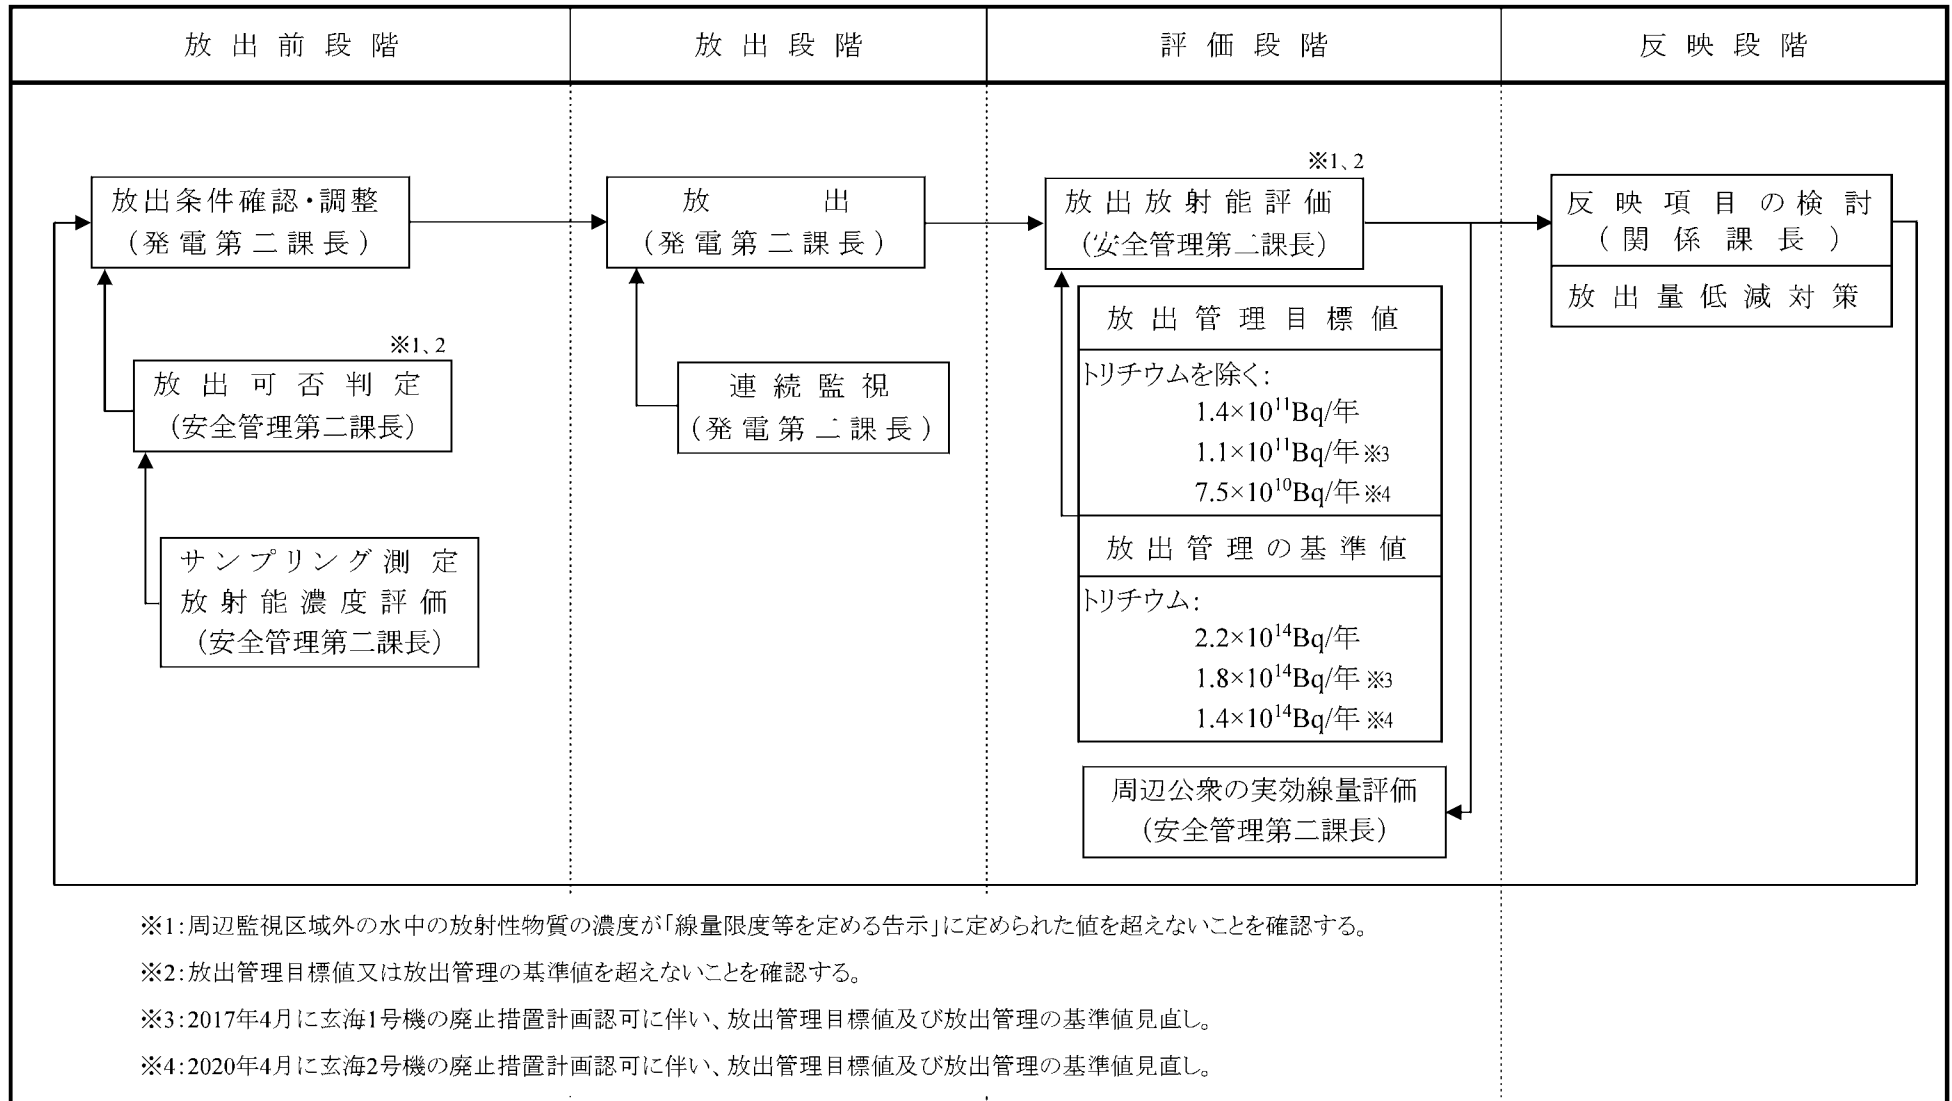 放出前段階
放出段階
評価段階
反映段階
放出条件確認・調整
(発電第二課長)
※1、2
放出可否判定
(安全管理第二課長)
サンプリング測定
放射能濃度評価
(安全管理第二課長)
放出
(発電第二課長)
連続監視
(発電第二課長)
※1、2
放出放射能評価
(安全管理第二課長)
放出管理目標値
トリチウムを除く:
1.4×10¹¹Bq/年
1.1×10¹¹Bq/年※3
7.5×10¹⁰Bq/年※4
放出管理の基準値
トリチウム:
2.2×10¹⁴Bq/年
1.8×10¹⁴Bq/年※3
1.4×10¹⁴Bq/年※4
周辺公衆の実効線量評価
(安全管理第二課長)
反映項目の検討
(関係課長)
放出量低減対策
※1:周辺監視区域外の水中の放射性物質の濃度が「線量限度等を定める告示」に定められた値を超えないことを確認する。
※2:放出管理目標値又は放出管理の基準値を超えないことを確認する。
※3:2017年4月に玄海1号機の廃止措置計画認可に伴い、放出管理目標値及び放出管理の基準値見直し。
※4:2020年4月に玄海2号機の廃止措置計画認可に伴い、放出管理目標値及び放出管理の基準値見直し。